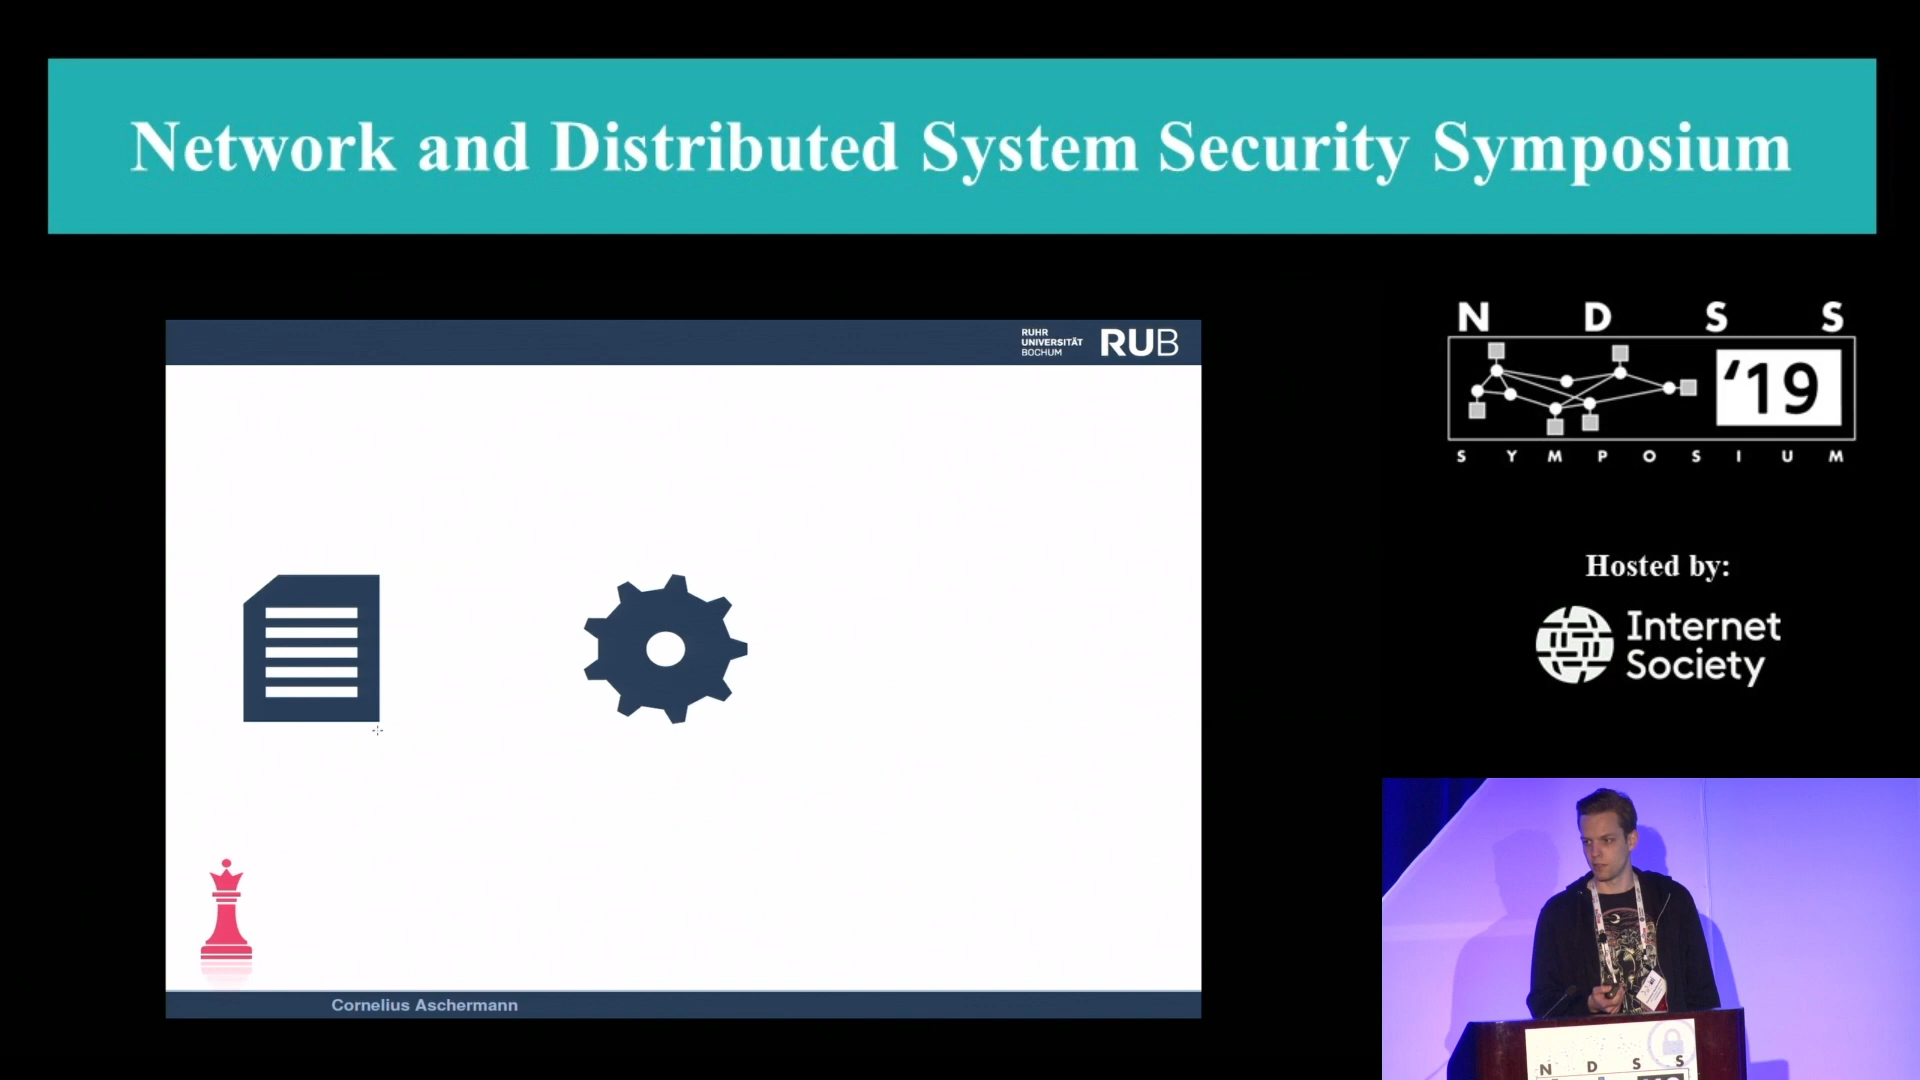 Network and Distributed System Security Symposium
RUHR
UNIVERSITÄT
BOCHUM
RUB
N D S S
'19
S Y M P O S I U M
Hosted by:
Internet
Society
Cornelius Aschermann
N D S S